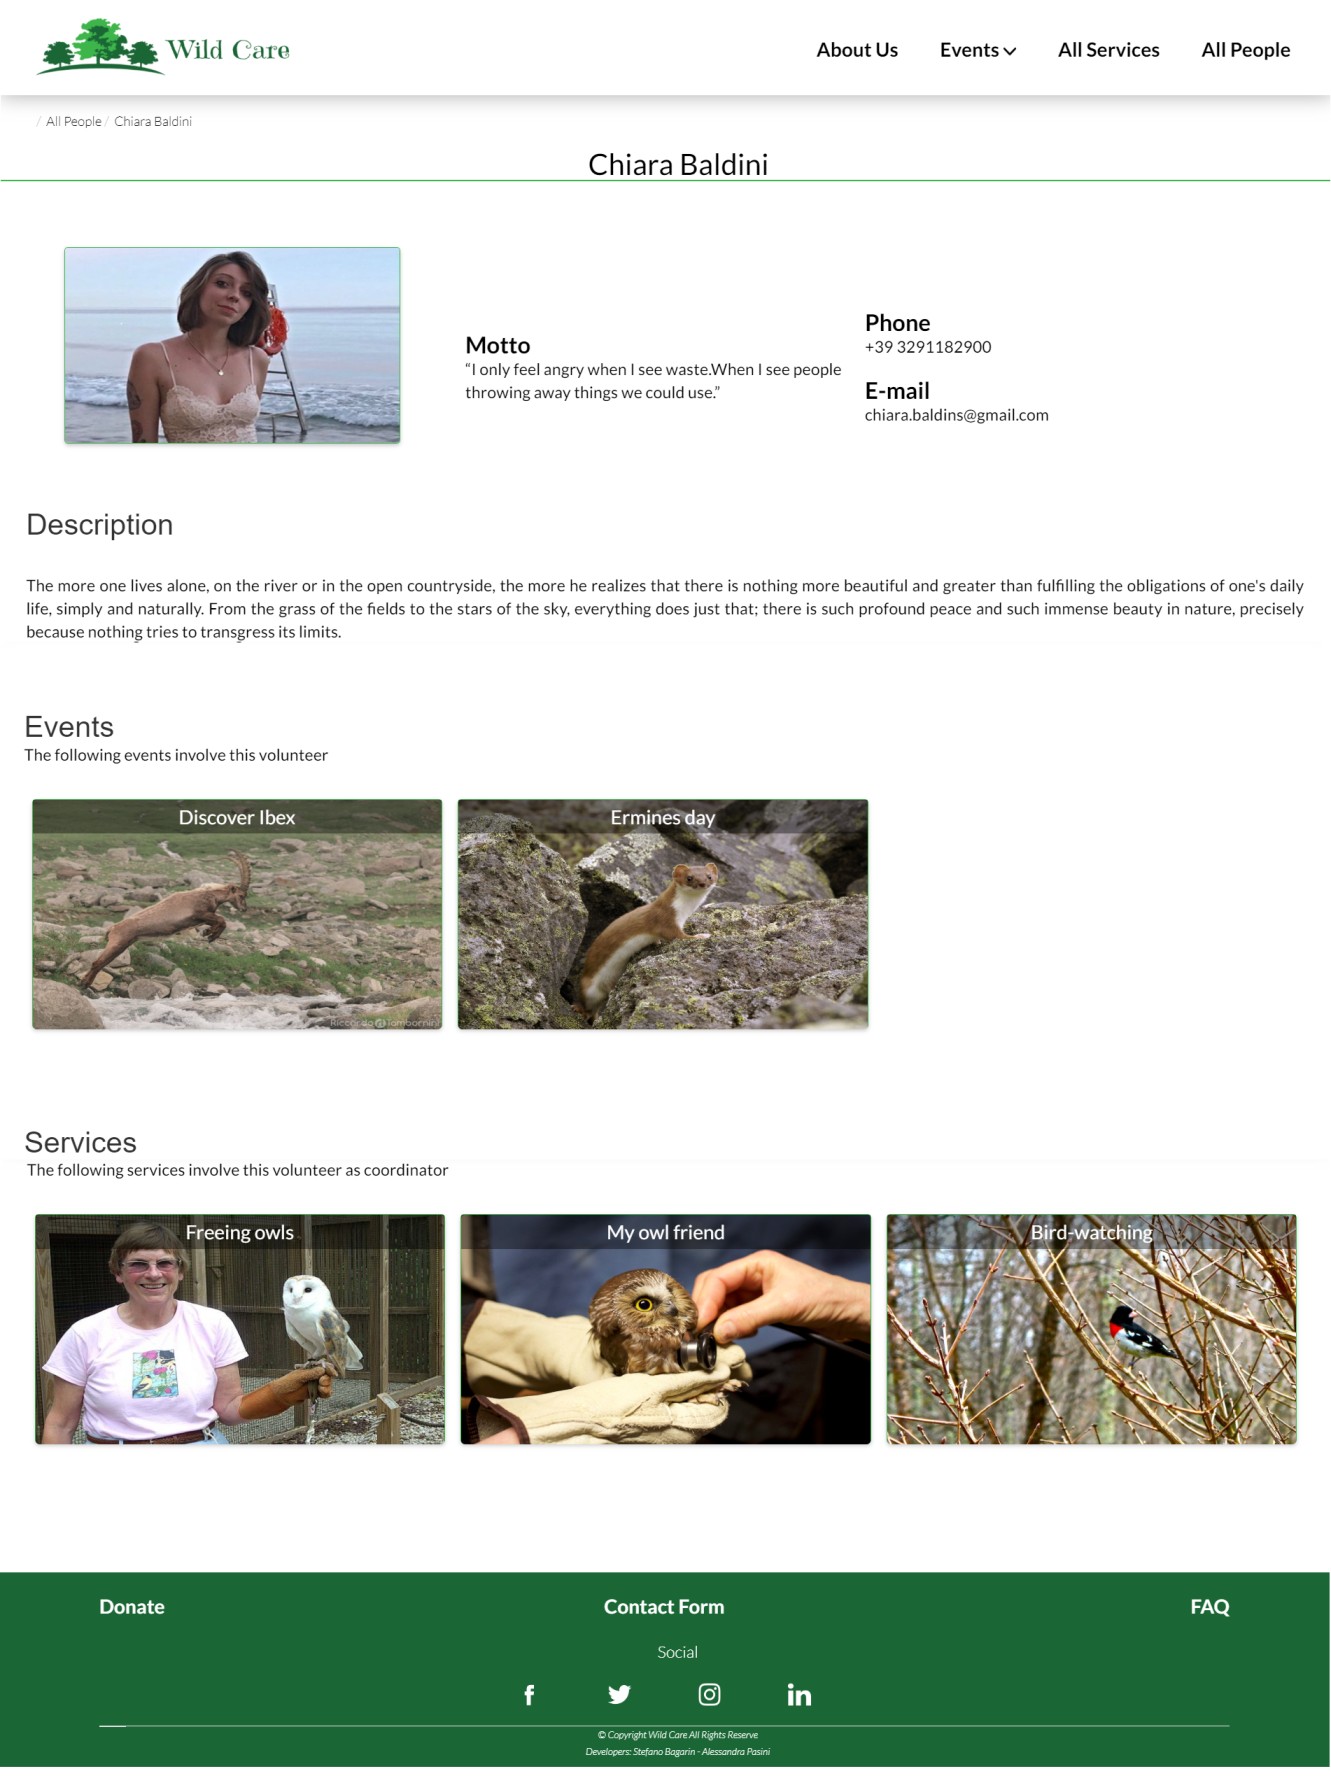 Wild Care
About Us
Events
All Services
All People
/ All People / Chiara Baldini
Chiara Baldini
Motto
“I only feel angry when I see waste.When I see people
throwing away things we could use.”
Phone
+39 3291182900
E-mail
chiara.baldins@gmail.com
Description
The more one lives alone, on the river or in the open countryside, the more he realizes that there is nothing more beautiful and greater than fulfilling the obligations of one's daily
life, simply and naturally. From the grass of the fields to the stars of the sky, everything does just that; there is such profound peace and such immense beauty in nature, precisely
because nothing tries to transgress its limits.
Events
The following events involve this volunteer
Discover Ibex
Ermines day
Riccardo Tambornini
Services
The following services involve this volunteer as coordinator
Freeing owls
My owl friend
Bird-watching
Donate
Contact Form
FAQ
Social
© Copyright Wild Care All Rights Reserve
Developers: Stefano Bagarin - Alessandra Pasini